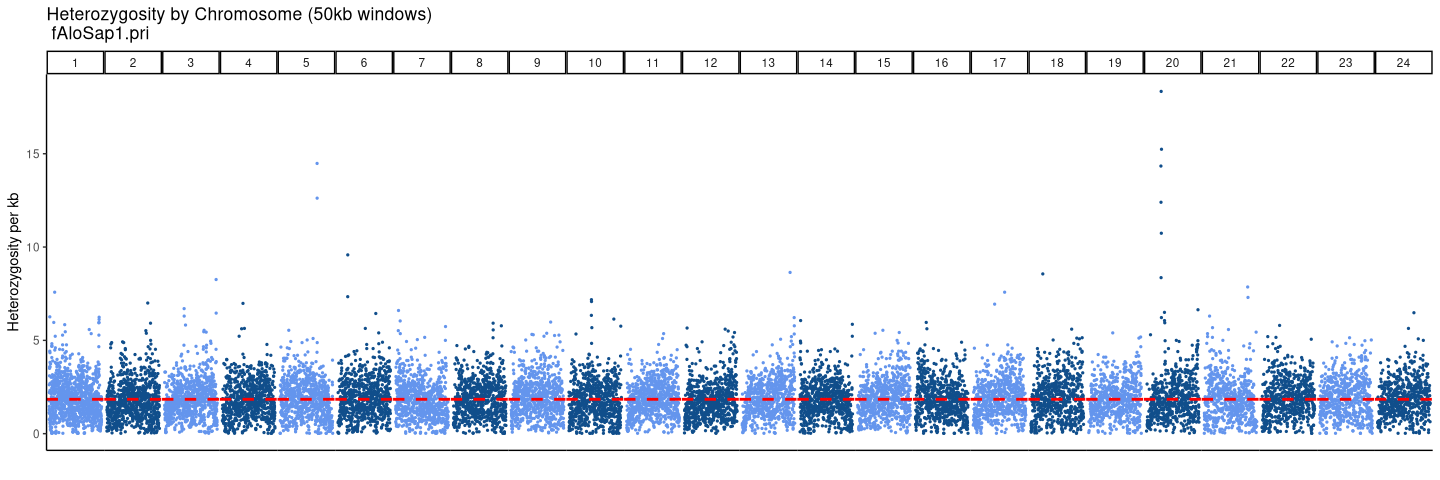 Heterozygosity by Chromosome (50kb windows)
fAloSap1.pri
1 2 3 4 5 6 7 8 9 10 11 12 13 14 15 16 17 18 19 20 21 22 23 24
Heterozygosity per kb
15
10
5
0